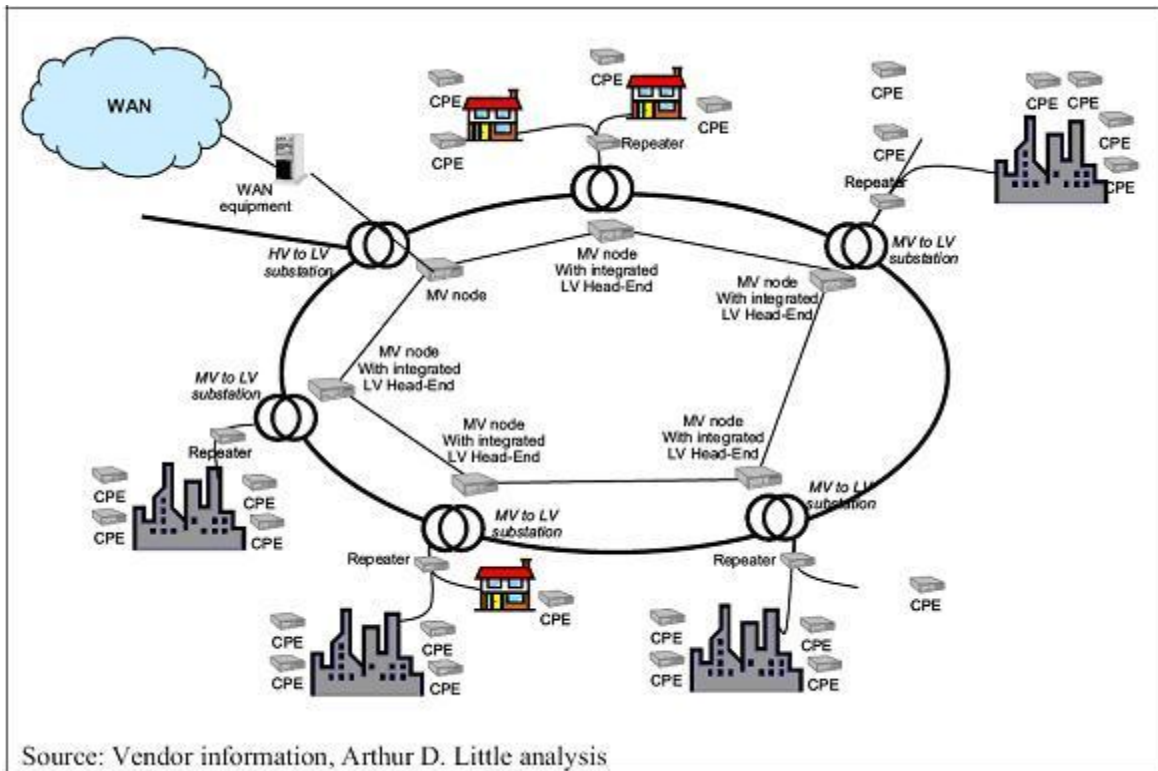 WAN
WAN
equipment
CPE
CPE
CPE
CPE
Repeater
CPE
CPE
CPE
CPE
CPE
CPE
Repeater
HV to LV
substation
MV node
MV node
With integrated
LV Head-End
MV node
With integrated
LV Head-End
MV to LV
substation
MV to LV
substation
MV node
With integrated
LV Head-End
MV node
With integrated
LV Head-End
MV node
With integrated
LV Head-End
Repeater
CPE
CPE
CPE
CPE
MV to LV
substation
MV to LV
substation
Repeater
CPE
CPE
CPE
CPE
CPE
Repeater
CPE
CPE
CPE
CPE
CPE
Source: Vendor information, Arthur D. Little analysis